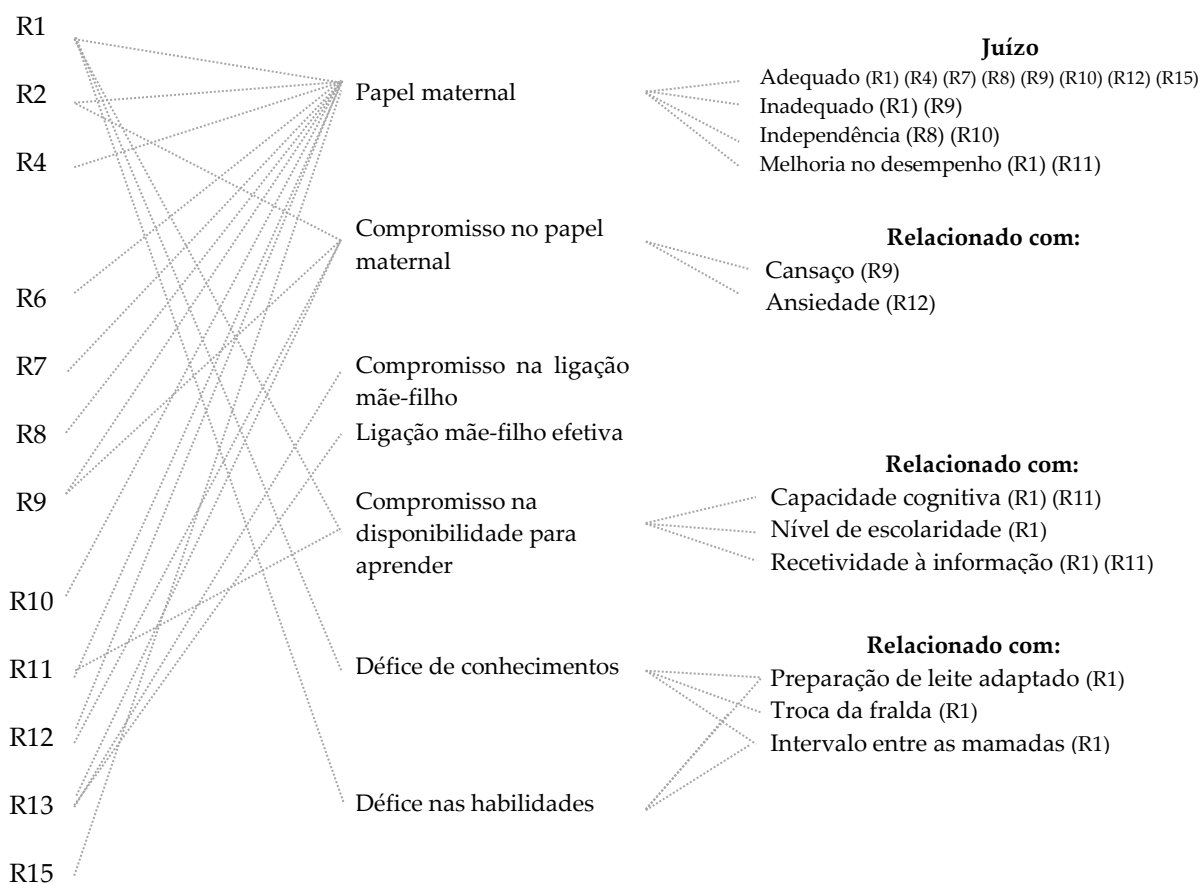 R1
R2
R4
R6
R7
R8
R9
R10
R11
R12
R13
R15
Papel maternal
Compromisso no papel
maternal
Compromisso na ligação
mãe-filho
Ligação mãe-filho efetiva
Compromisso na
disponibilidade para
aprender
Défice de conhecimentos
Défice nas habilidades
Juízo
Adequado (R1) (R4) (R7) (R8) (R9) (R10) (R12) (R15)
Inadequado (R1) (R9)
Independência (R8) (R10)
Melhoria no desempenho (R1) (R11)
Relacionado com:
Cansaço (R9)
Ansiedade (R12)
Relacionado com:
Capacidade cognitiva (R1) (R11)
Nível de escolaridade (R1)
Recetividade à informação (R1) (R11)
Relacionado com:
Preparação de leite adaptado (R1)
Troca da fralda (R1)
Intervalo entre as mamadas (R1)